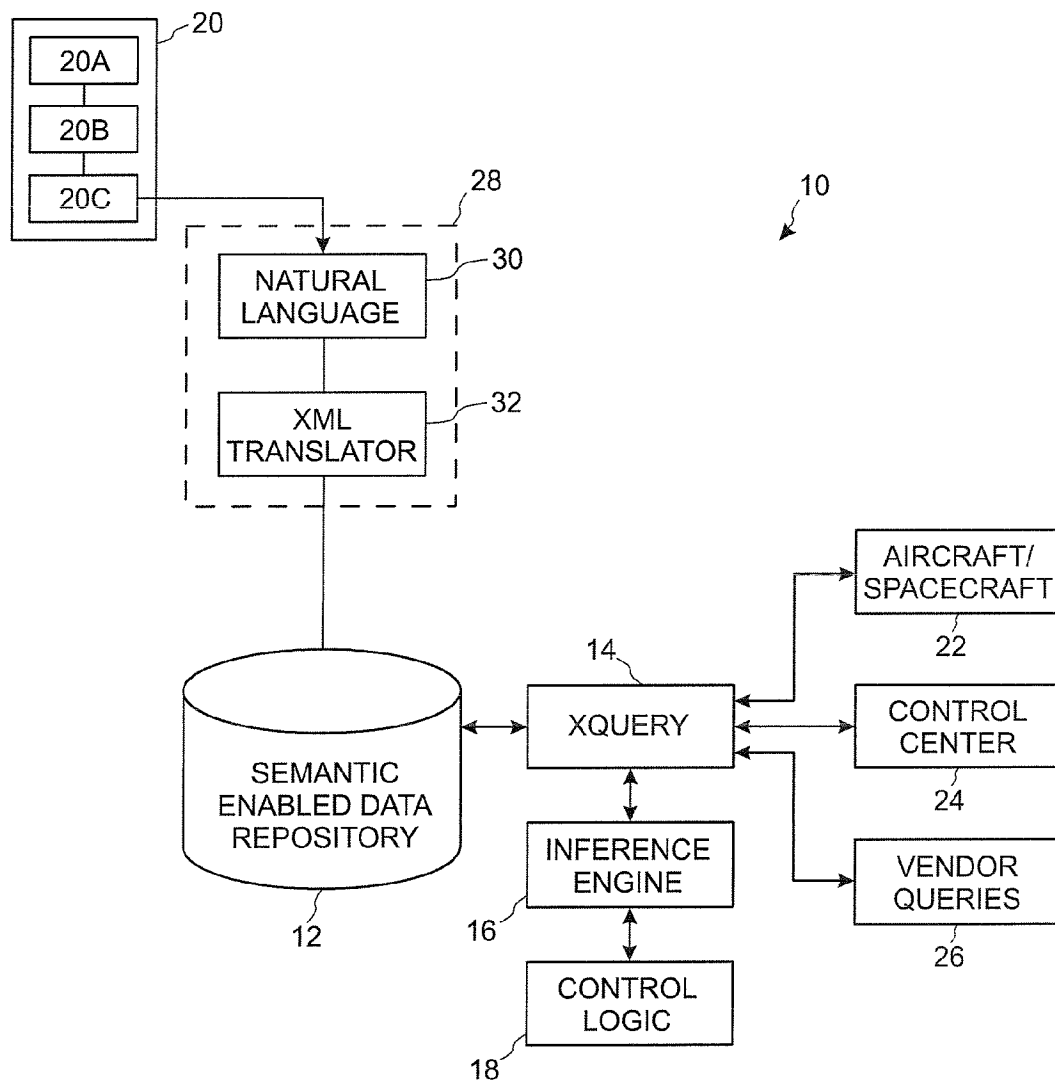 20
20A
20B
20C
28
10
NATURAL
LANGUAGE
30
XML
TRANSLATOR
32
AIRCRAFT/
SPACECRAFT
22
14
XQUERY
CONTROL
CENTER
24
SEMANTIC
ENABLED DATA
REPOSITORY
12
INFERENCE
ENGINE
16
VENDOR
QUERIES
26
CONTROL
LOGIC
18